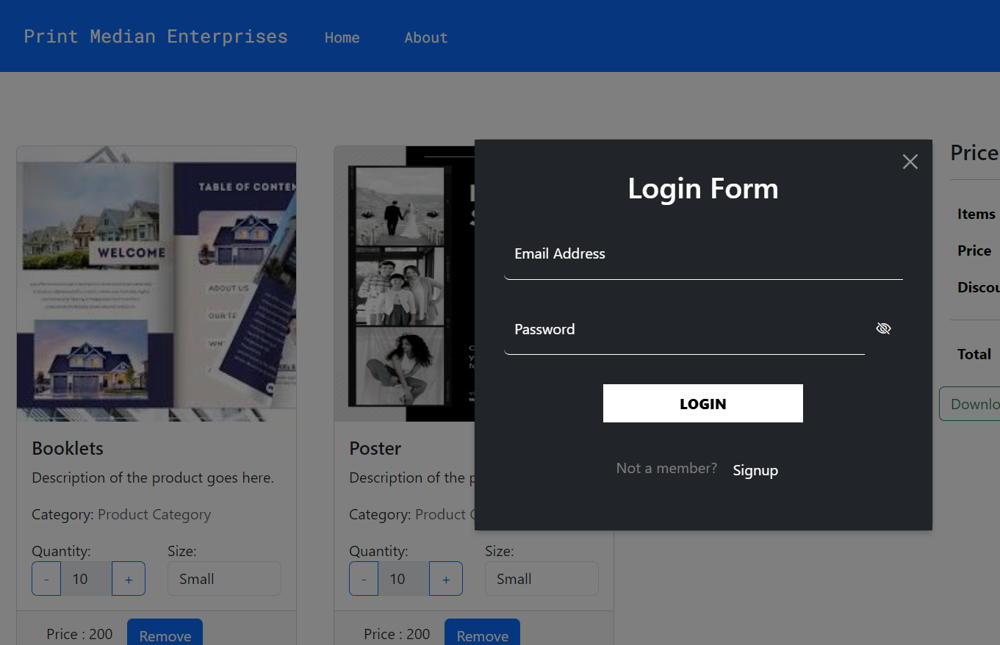 Print Median Enterprises Home About
TABLE OF CONTEN
WELCOME
ABOUT US
OUR TE
WH
Login Form
Email Address
Password
LOGIN
Not a member? Signup
Price
Items
Price
Discou
Total
Downlo
Booklets
Description of the product goes here.
Category: Product Category
Quantity: Size:
- 10 + Small
Price : 200 Remove
Poster
Description of the p
Category: Product C
Quantity: Size:
- 10 + Small
Price : 200 Remove